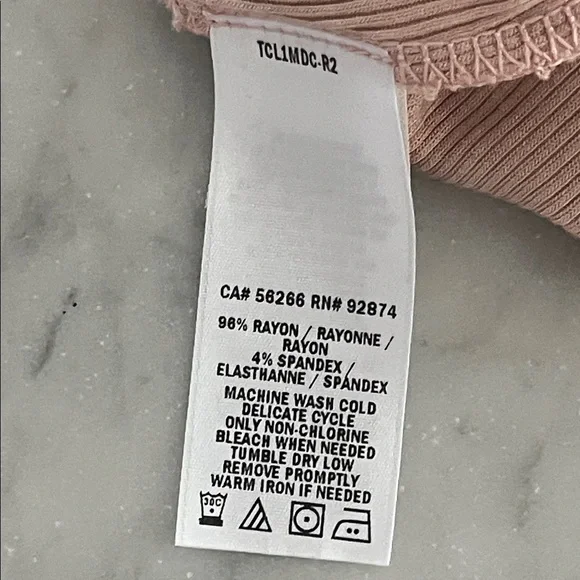 TCL1MDC-R2
CA# 56266 RN# 92874
96% RAYON / RAYONNE /
RAYON
4% SPANDEX /
ELASTHANNE / SPANDEX
MACHINE WASH COLD
DELICATE CYCLE
ONLY NON-CHLORINE
BLEACH WHEN NEEDED
TUMBLE DRY LOW
REMOVE PROMPTLY
WARM IRON IF NEEDED
30C